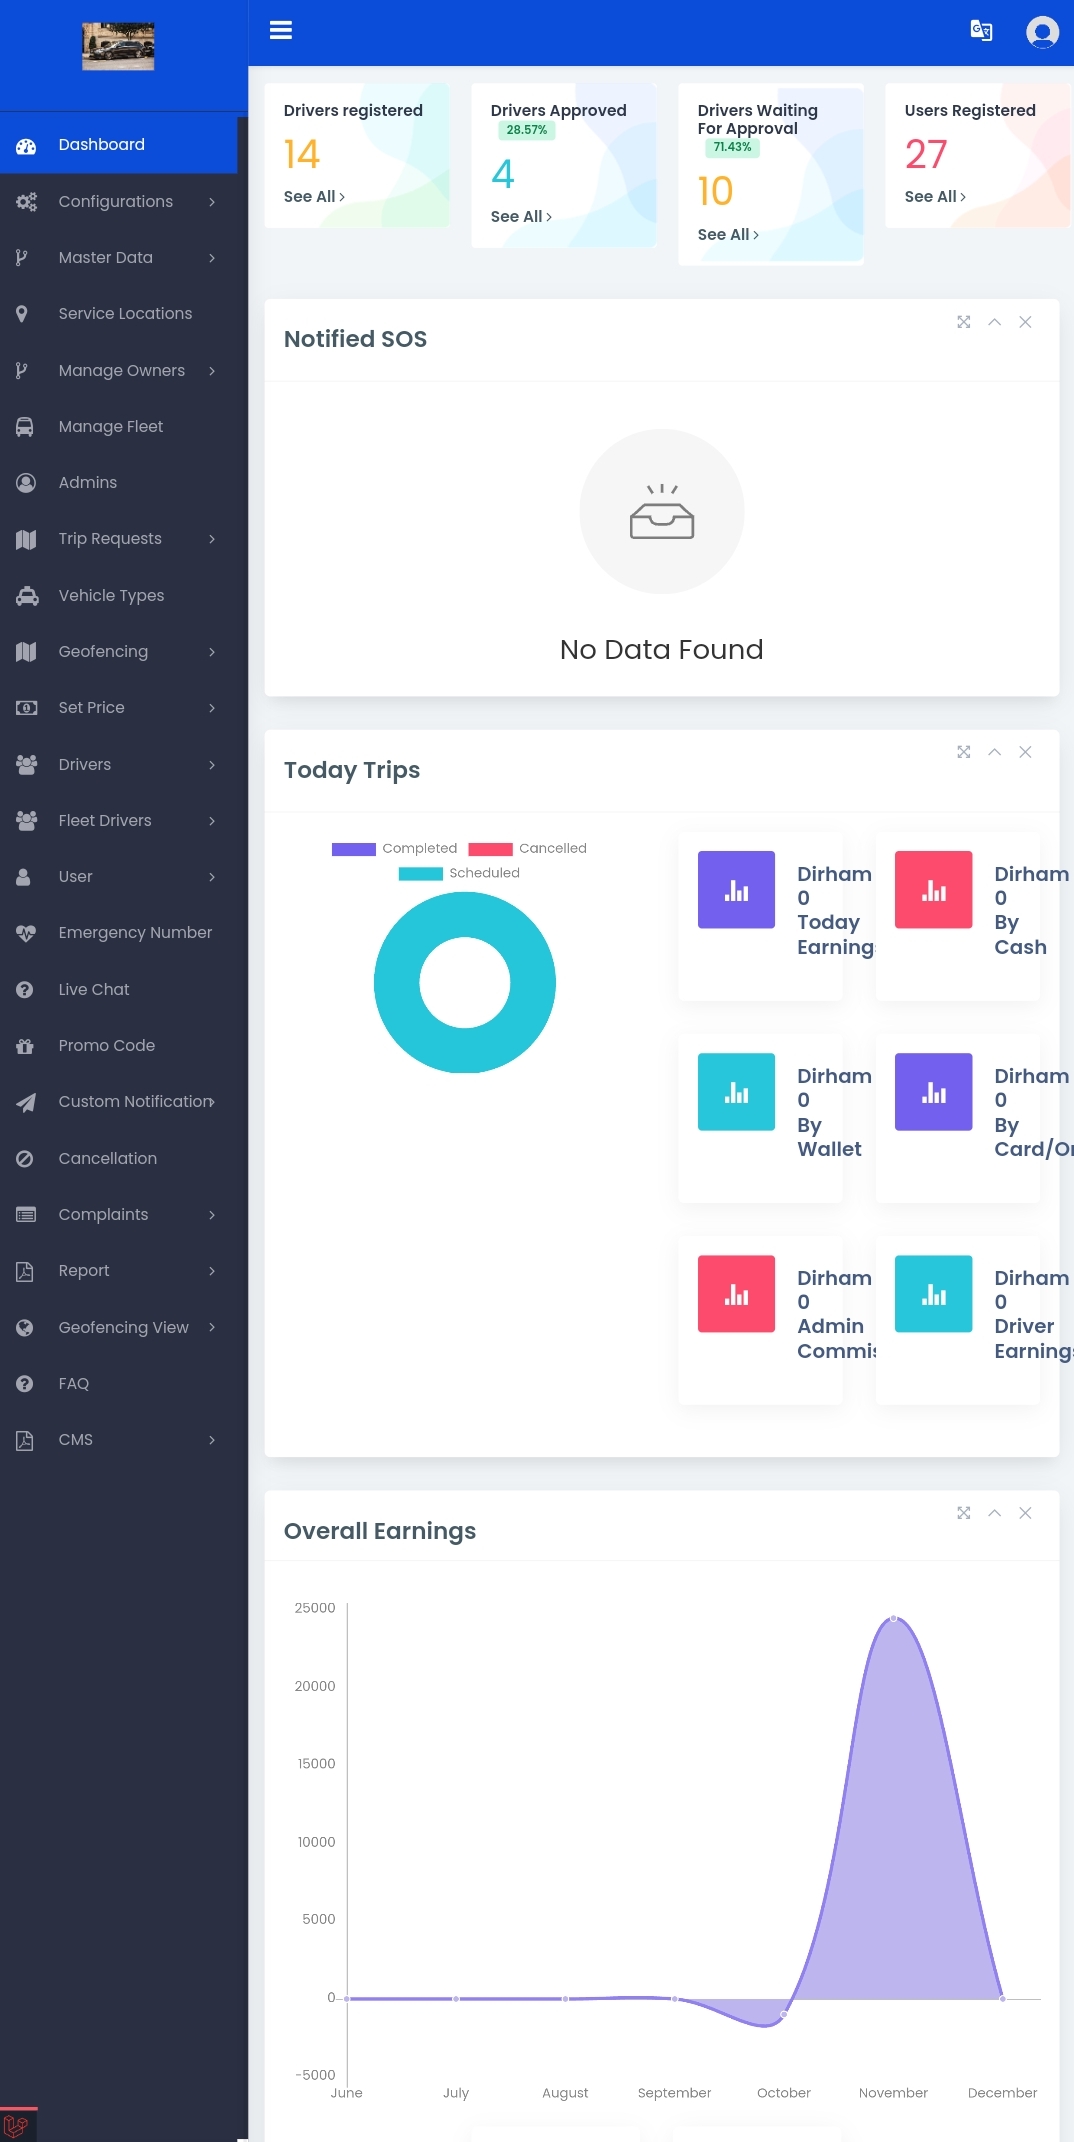 Dashboard
Configurations
Master Data
Service Locations
Manage Owners
Manage Fleet
Admins
Trip Requests
Vehicle Types
Geofencing
Set Price
Drivers
Fleet Drivers
User
Emergency Number
Live Chat
Promo Code
Custom Notification
Cancellation
Complaints
Report
Geofencing View
FAQ
CMS
Drivers registered
14
See All
Drivers Approved
28.57%
4
See All
Drivers Waiting
For Approval
71.43%
10
See All
Users Registered
27
See All
Notified SOS
No Data Found
Today Trips
Completed
Cancelled
Scheduled
Dirham
0
Today
Earnings
Dirham
0
By
Cash
Dirham
0
By
Wallet
Dirham
0
By
Card/On
Dirham
0
Admin
Commis
Dirham
0
Driver
Earnings
Overall Earnings
25000
20000
15000
10000
5000
0
-5000
June July August September October November December